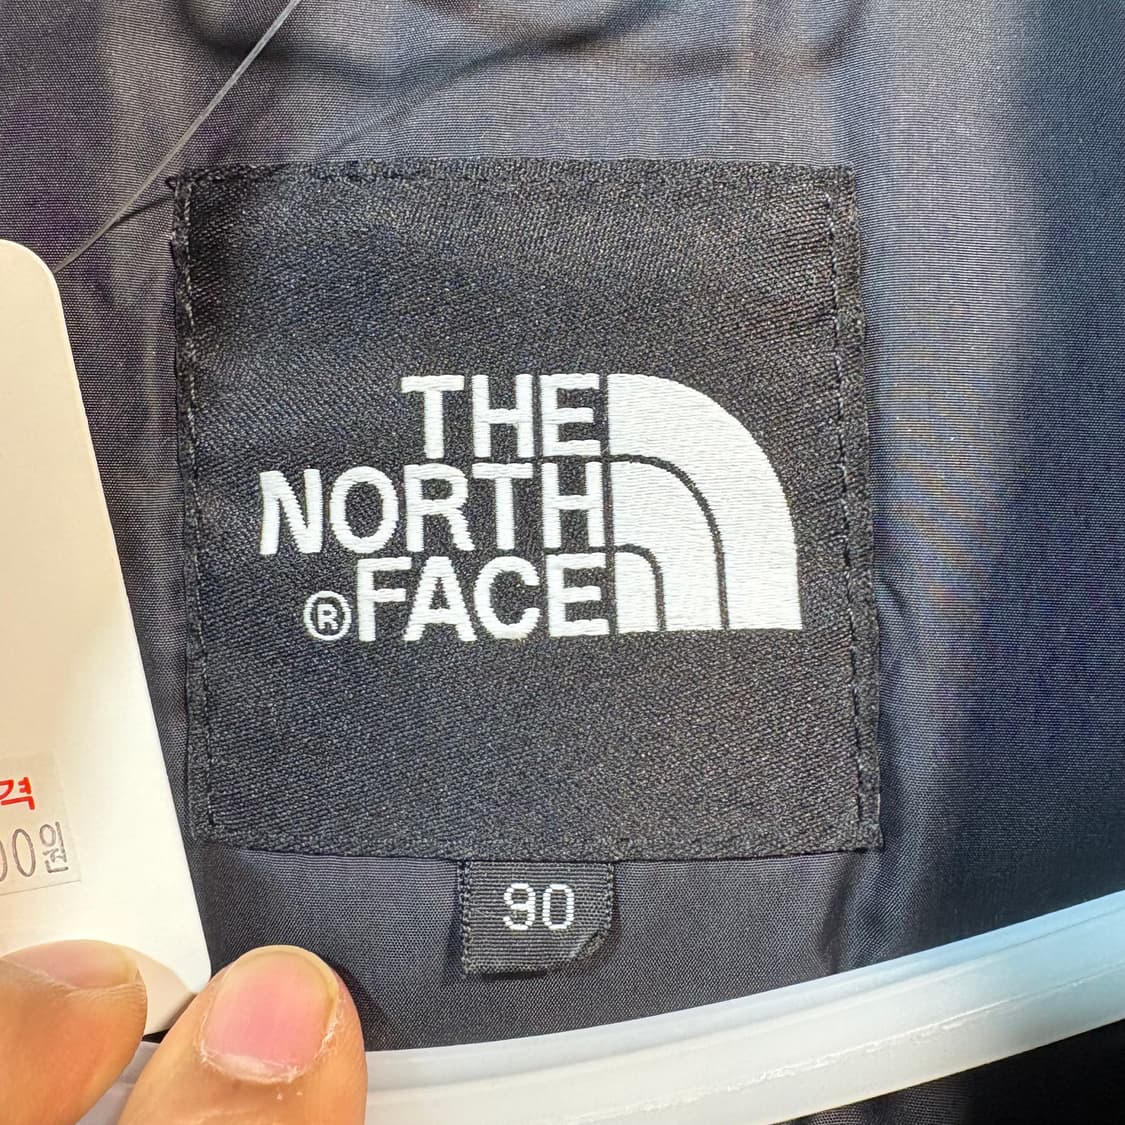 THE
NORTH
®FACE
90
격
00원